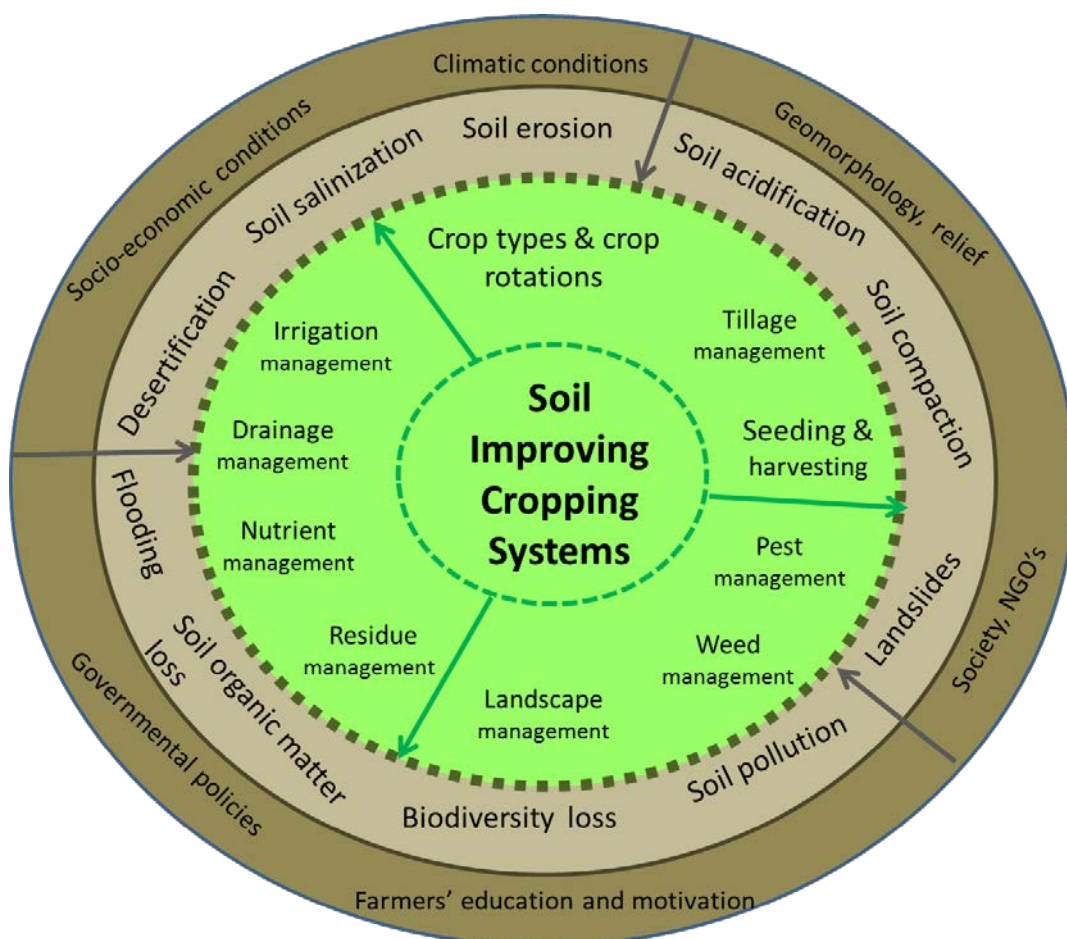 Climatic conditions
Geomorphology, relief
Society, NGO's
Farmers' education and motivation
Governmental policies
Socio-economic conditions
Soil erosion
Soil acidification
Soil compaction
Landslides
Soil pollution
Biodiversity loss
Soil organic matter
loss
Flooding
Desertification
Soil salinization
Crop types & crop
rotations
Tillage
management
Seeding &
harvesting
Pest
management
Weed
management
Landscape
management
Residue
management
Nutrient
management
Drainage
management
Irrigation
management
Soil
Improving
Cropping
Systems